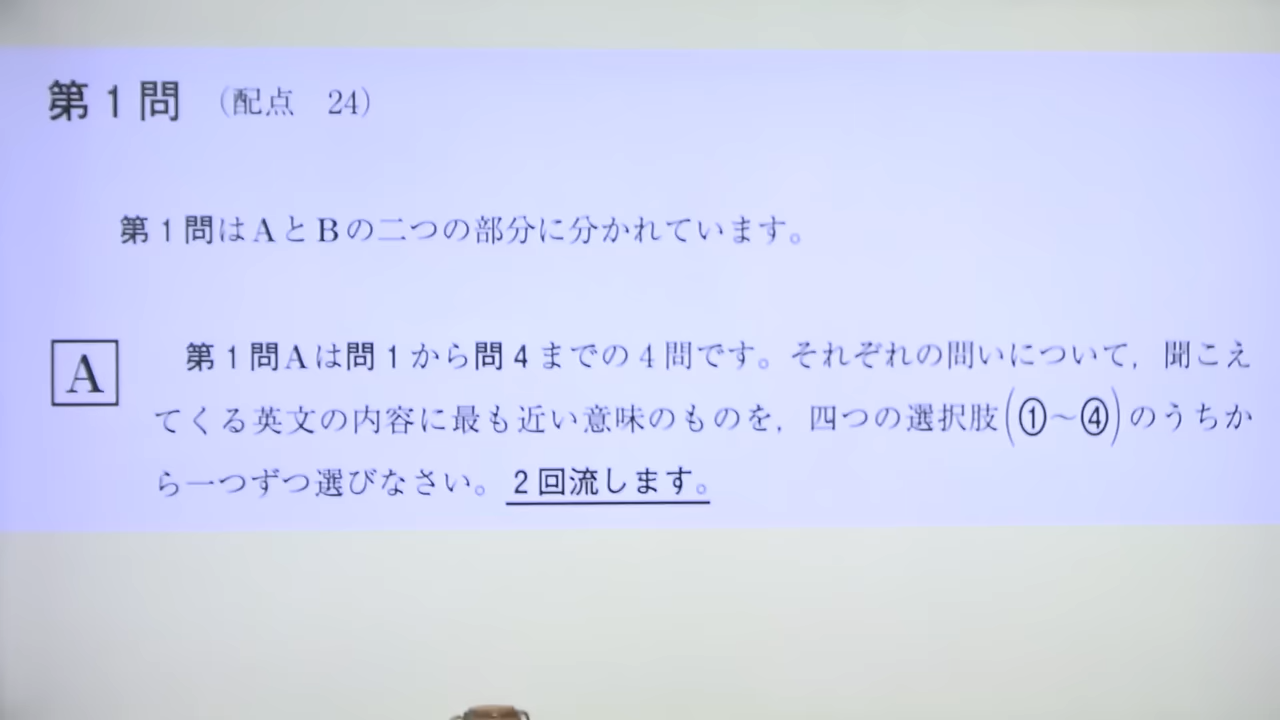 第1問 （配点 24）
第1問はAとBの二つの部分に分かれています。
A 第1問Aは問1から問4までの4問です。それぞれの問いについて，聞こえ
てくる英文の内容に最も近い意味のものを，四つの選択肢（①～④）のうちか
ら一つずつ選びなさい。2回流します。